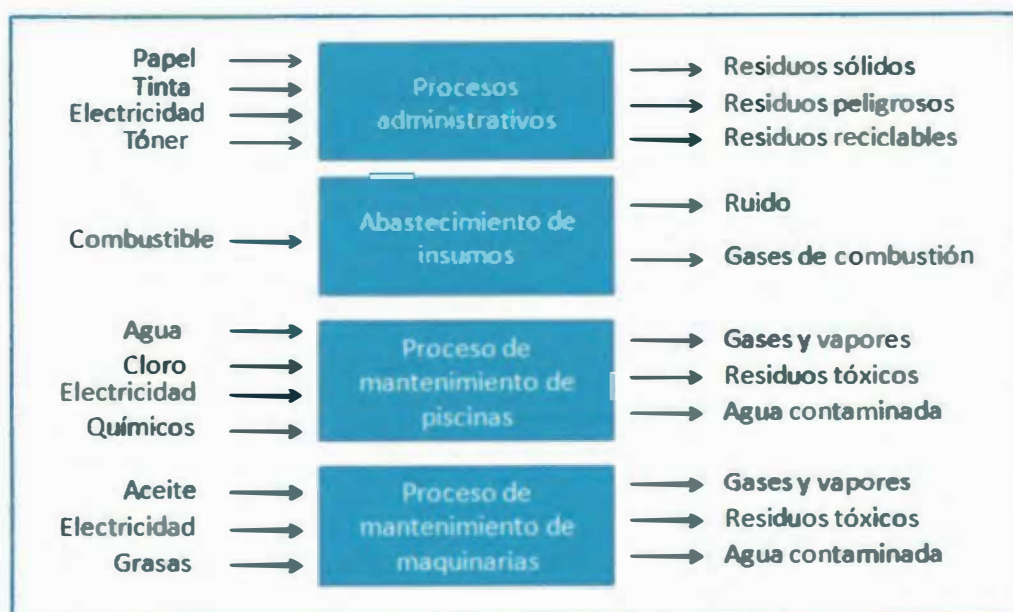 Papel
Tinta
Electricidad
Tóner
Procesos
administrativos
Residuos sólidos
Residuos peligrosos
Residuos reciclables
Combustible
Abastecimiento de
insumos
Ruido
Gases de combustión
Agua
Cloro
Electricidad
Químicos
Proceso de
mantenimiento de
piscinas
Gases y vapores
Residuos tóxicos
Agua contaminada
Aceite
Electricidad
Grasas
Proceso de
mantenimiento de
maquinarias
Gases y vapores
Residuos tóxicos
Agua contaminada